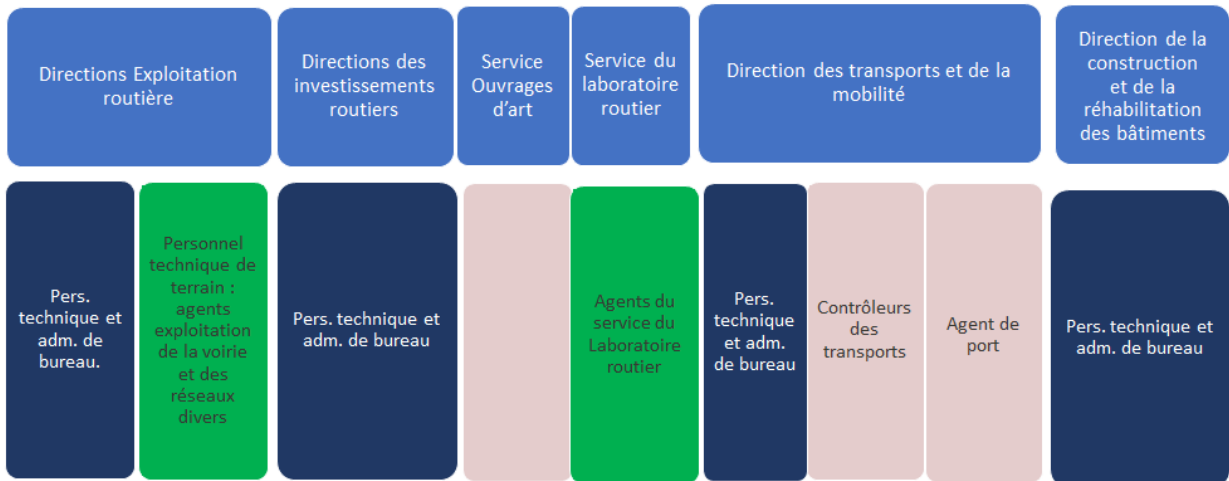 Directions Exploitation
routière
Directions des
investissements
routiers
Service
Ouvrages
d'art
Service du
laboratoire
routier
Direction des transports et de la
mobilité
Direction de la
construction
et de la
réhabilitation
des bâtiments
Pers.
technique et
adm. de
bureau.
Personnel
technique de
terrain :
agents
exploitation
de la voirie
et des
réseaux
divers
Pers. technique et
adm. de bureau
Agents du
service du
Laboratoire
routier
Pers.
technique
et adm.
de bureau
Contrôleurs
des
transports
Agent de
port
Pers. technique et
adm. de bureau